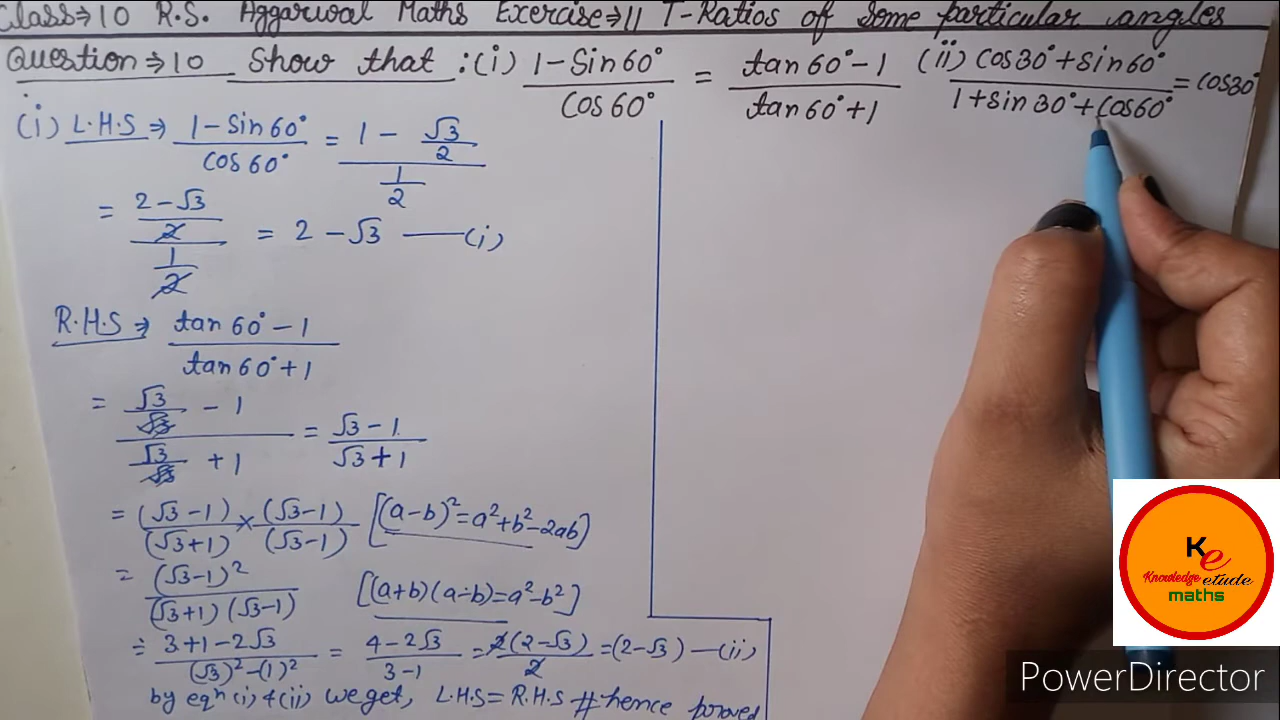 Class⇒10 R.S. Aggarwal Maths Exercise⇒11 T-Ratios of Some particular angles
Question⇒10 Show that : (i) (1-Sin60°)/(Cos60°) = (tan60°-1)/(tan60°+1) (ii) (Cos30°+Sin60°)/(1+Sin30°+Cos60°) = Cos30°
(i) L.H.S ⇒ (1-Sin60°)/(Cos60°) = (1 - √3/2)/(1/2)
= ((2-√3)/2)/(1/2) = 2-√3 —(i)
R.H.S ⇒ (tan60°-1)/(tan60°+1)
= (√3/√3 - 1)/(√3/√3 + 1) = (√3-1)/(√3+1)
= (√3-1)/(√3+1) × (√3-1)/(√3-1) [(a-b)²=a²+b²-2ab]
= (√3-1)²/(√3+1)(√3-1) [(a+b)(a-b)=a²-b²]
= (3+1-2√3)/((√3)²-(1)²) = (4-2√3)/(3-1) = 2(2-√3)/2 = (2-√3) —(ii)
by eqⁿ (i) & (ii) we get, L.H.S = R.H.S # hence proved
Ke
Knowledge etude
maths
PowerDirector